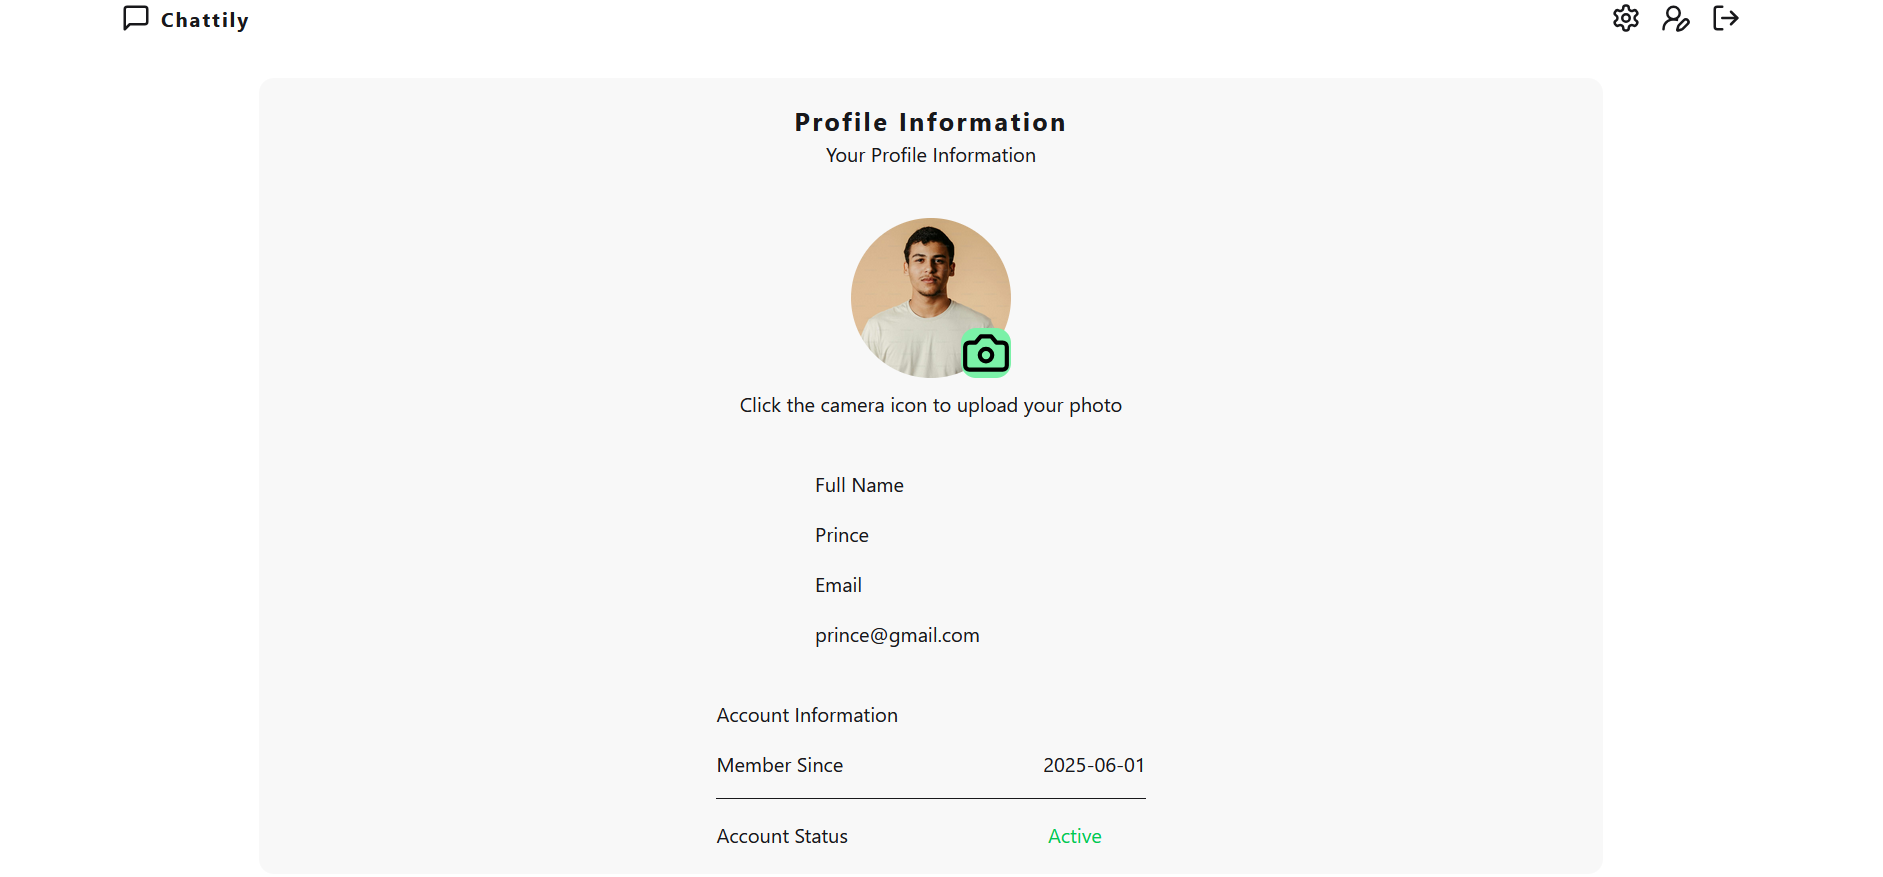 Chattily
Profile Information
Your Profile Information
Click the camera icon to upload your photo
Full Name
Prince
Email
prince@gmail.com
Account Information
Member Since 2025-06-01
Account Status Active